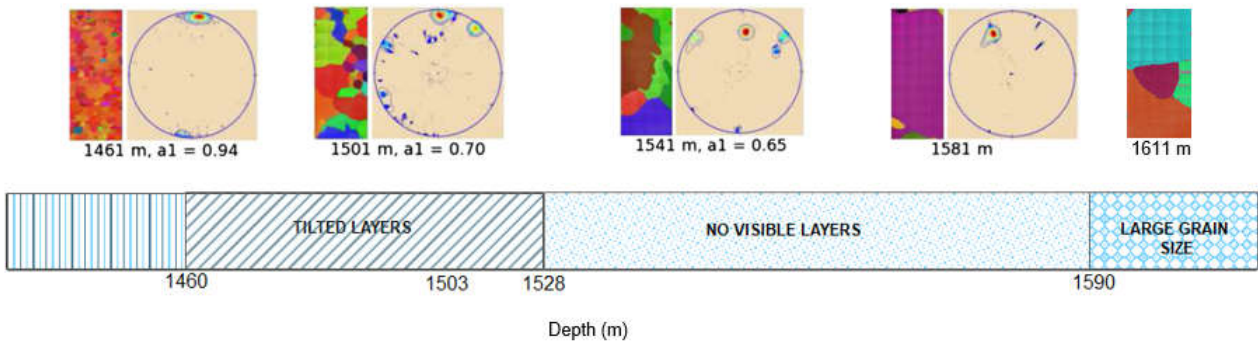 1461 m, a1 = 0.94
1501 m, a1 = 0.70
1541 m, a1 = 0.65
1581 m
1611 m
TILTED LAYERS
NO VISIBLE LAYERS
LARGE GRAIN
SIZE
1460
1503
1528
1590
Depth (m)